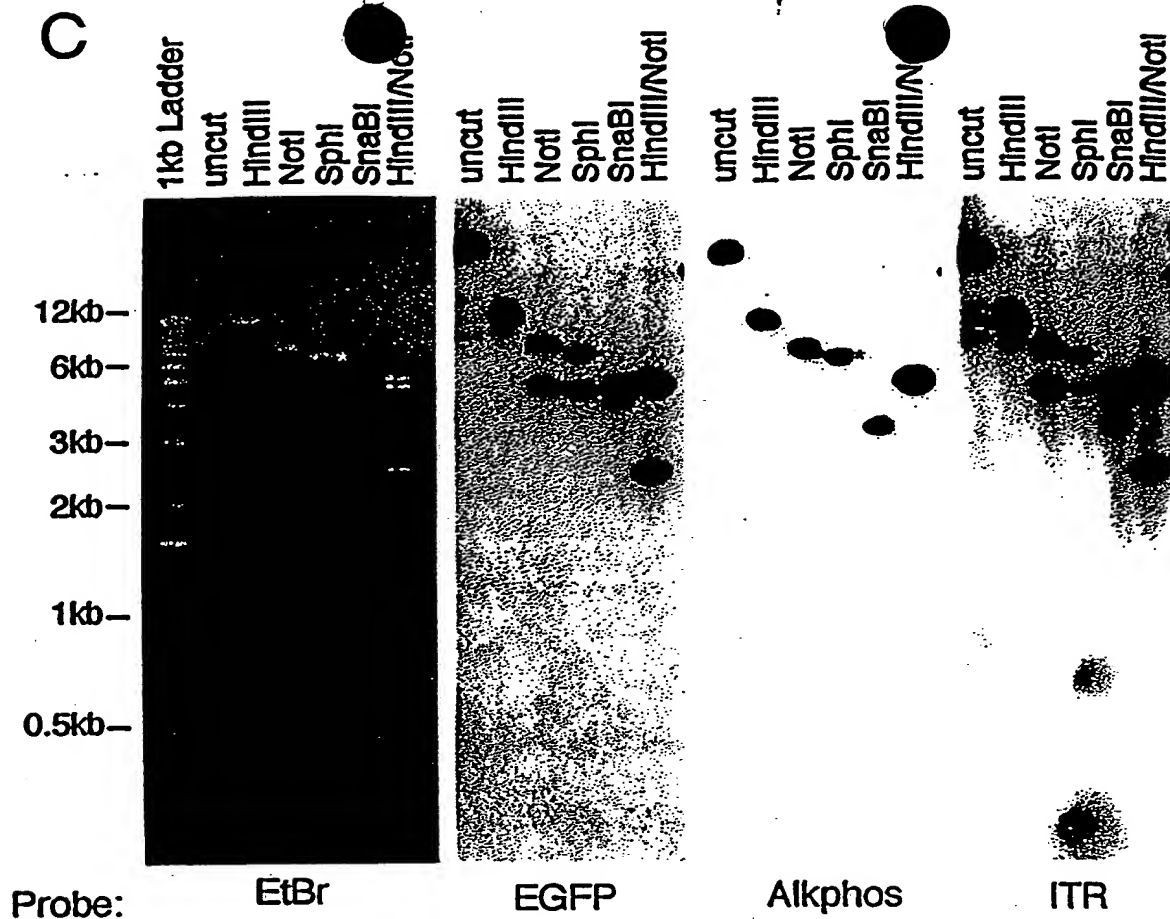 C
1kb Ladder
uncut
HindIII
NotI
SphI
SnaBI
HindIII/NotI
uncut
HindIII
NotI
SphI
SnaBI
HindIII/NotI
uncut
HindIII
NotI
SphI
SnaBI
HindIII/N
uncut
HindIII
NotI
SphI
SnaBI
HindIII/NotI
12kb
6kb
3kb
2kb
1kb
0.5kb
*
*
Probe:
EtBr
EGFP
Alkphos
ITR